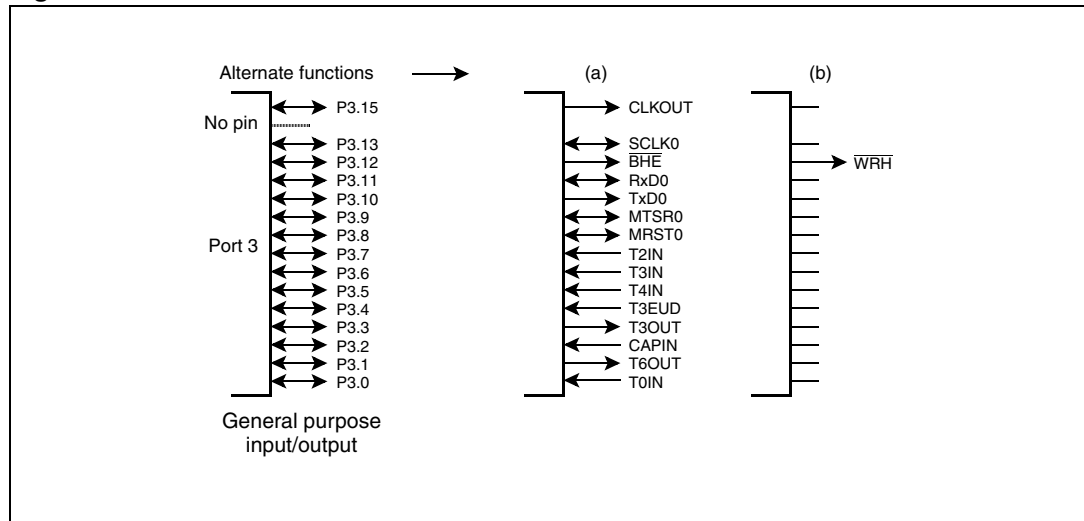 Alternate functions
(a)
(b)
P3.15
CLKOUT
No pin
P3.13
SCLK0
P3.12
BHE
WRH
P3.11
RxD0
P3.10
TxD0
P3.9
MTSR0
Port 3
P3.8
MRST0
P3.7
T2IN
P3.6
T3IN
P3.5
T4IN
P3.4
T3EUD
P3.3
T3OUT
P3.2
CAPIN
P3.1
T6OUT
P3.0
T0IN
General purpose
input/output